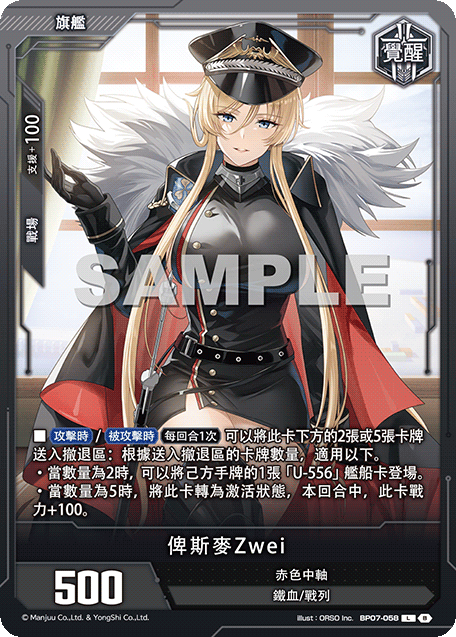 旗艦
覺醒
支援+100
戰場
SAMPLE
■ 攻擊時 / 被攻擊時 每回合1次 可以將此卡下方的2張或5張卡牌
送入撤退區：根據送入撤退區的卡牌數量，適用以下。
・當數量為2時，可以將己方手牌的1張「U-556」艦船卡登場。
・當數量為5時，將此卡轉為激活狀態，本回合中，此卡戰
力+100。
俾斯麥Zwei
500
赤色中軸
鐵血/戰列
© Manjuu Co.,Ltd. & YongShi Co.,Ltd.
illust : ORSO Inc. BP07-058 L B